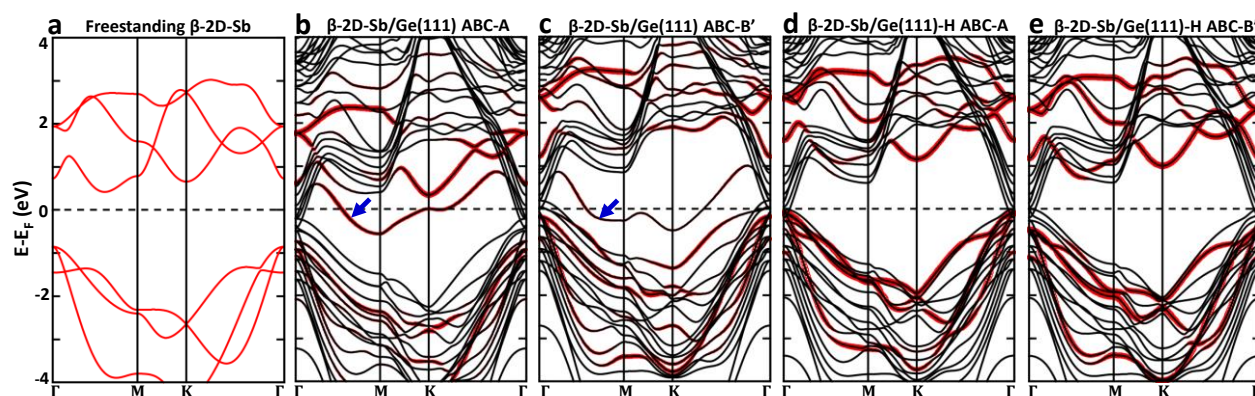 a Freestanding β-2D-Sb
b β-2D-Sb/Ge(111) ABC-A
c β-2D-Sb/Ge(111) ABC-B'
d β-2D-Sb/Ge(111)-H ABC-A
e β-2D-Sb/Ge(111)-H ABC-B'
E-E_F (eV)
4
2
0
-2
-4
Γ M K Γ
Γ M K Γ
Γ M K Γ
Γ M K Γ
Γ M K Γ